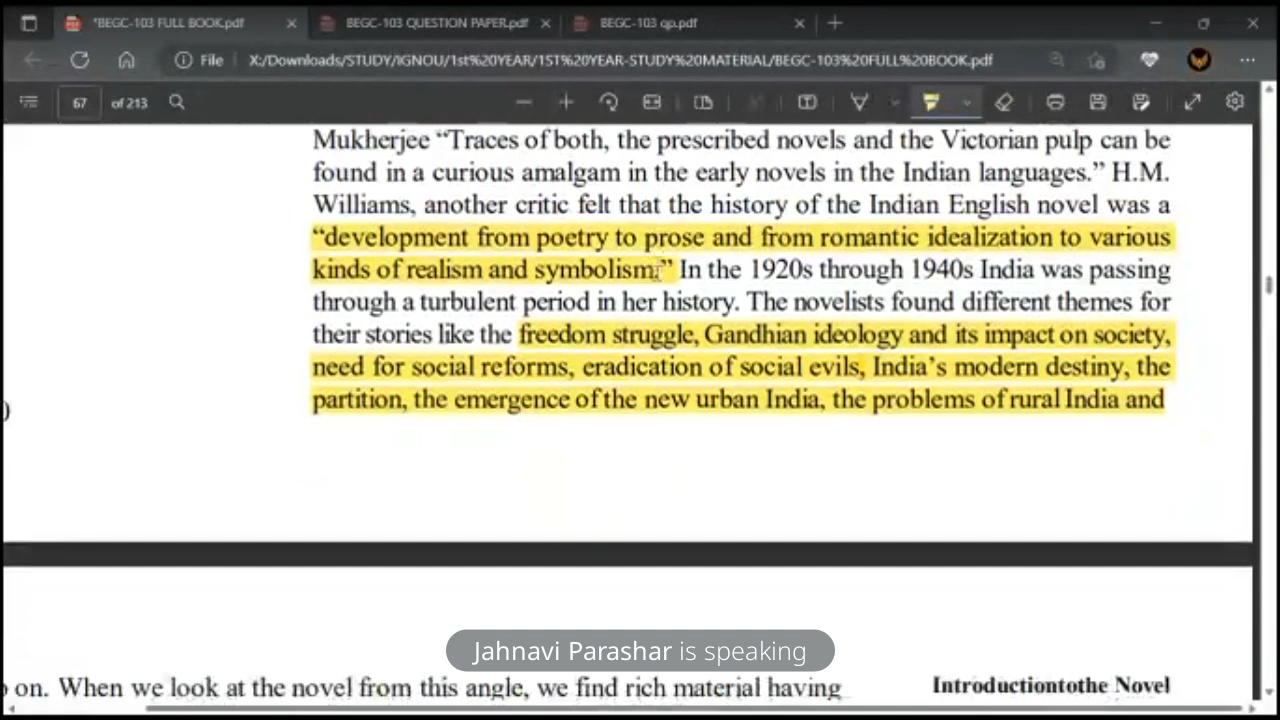 *BEGC-103 FULL BOOK.pdf
BEGC-103 QUESTION PAPER.pdf
BEGC-103 qp.pdf
File
X:/Downloads/STUDY/IGNOU/1st%20YEAR/1ST%20YEAR-STUDY%20MATERIAL/BEGC-103%20FULL%20BOOK.pdf
67 of 213
Mukherjee “Traces of both, the prescribed novels and the Victorian pulp can be
found in a curious amalgam in the early novels in the Indian languages.” H.M.
Williams, another critic felt that the history of the Indian English novel was a
“development from poetry to prose and from romantic idealization to various
kinds of realism and symbolism.” In the 1920s through 1940s India was passing
through a turbulent period in her history. The novelists found different themes for
their stories like the freedom struggle, Gandhian ideology and its impact on society,
need for social reforms, eradication of social evils, India’s modern destiny, the
partition, the emergence of the new urban India, the problems of rural India and
)
Jahnavi Parashar is speaking
on. When we look at the novel from this angle, we find rich material having
Introductiontothe Novel